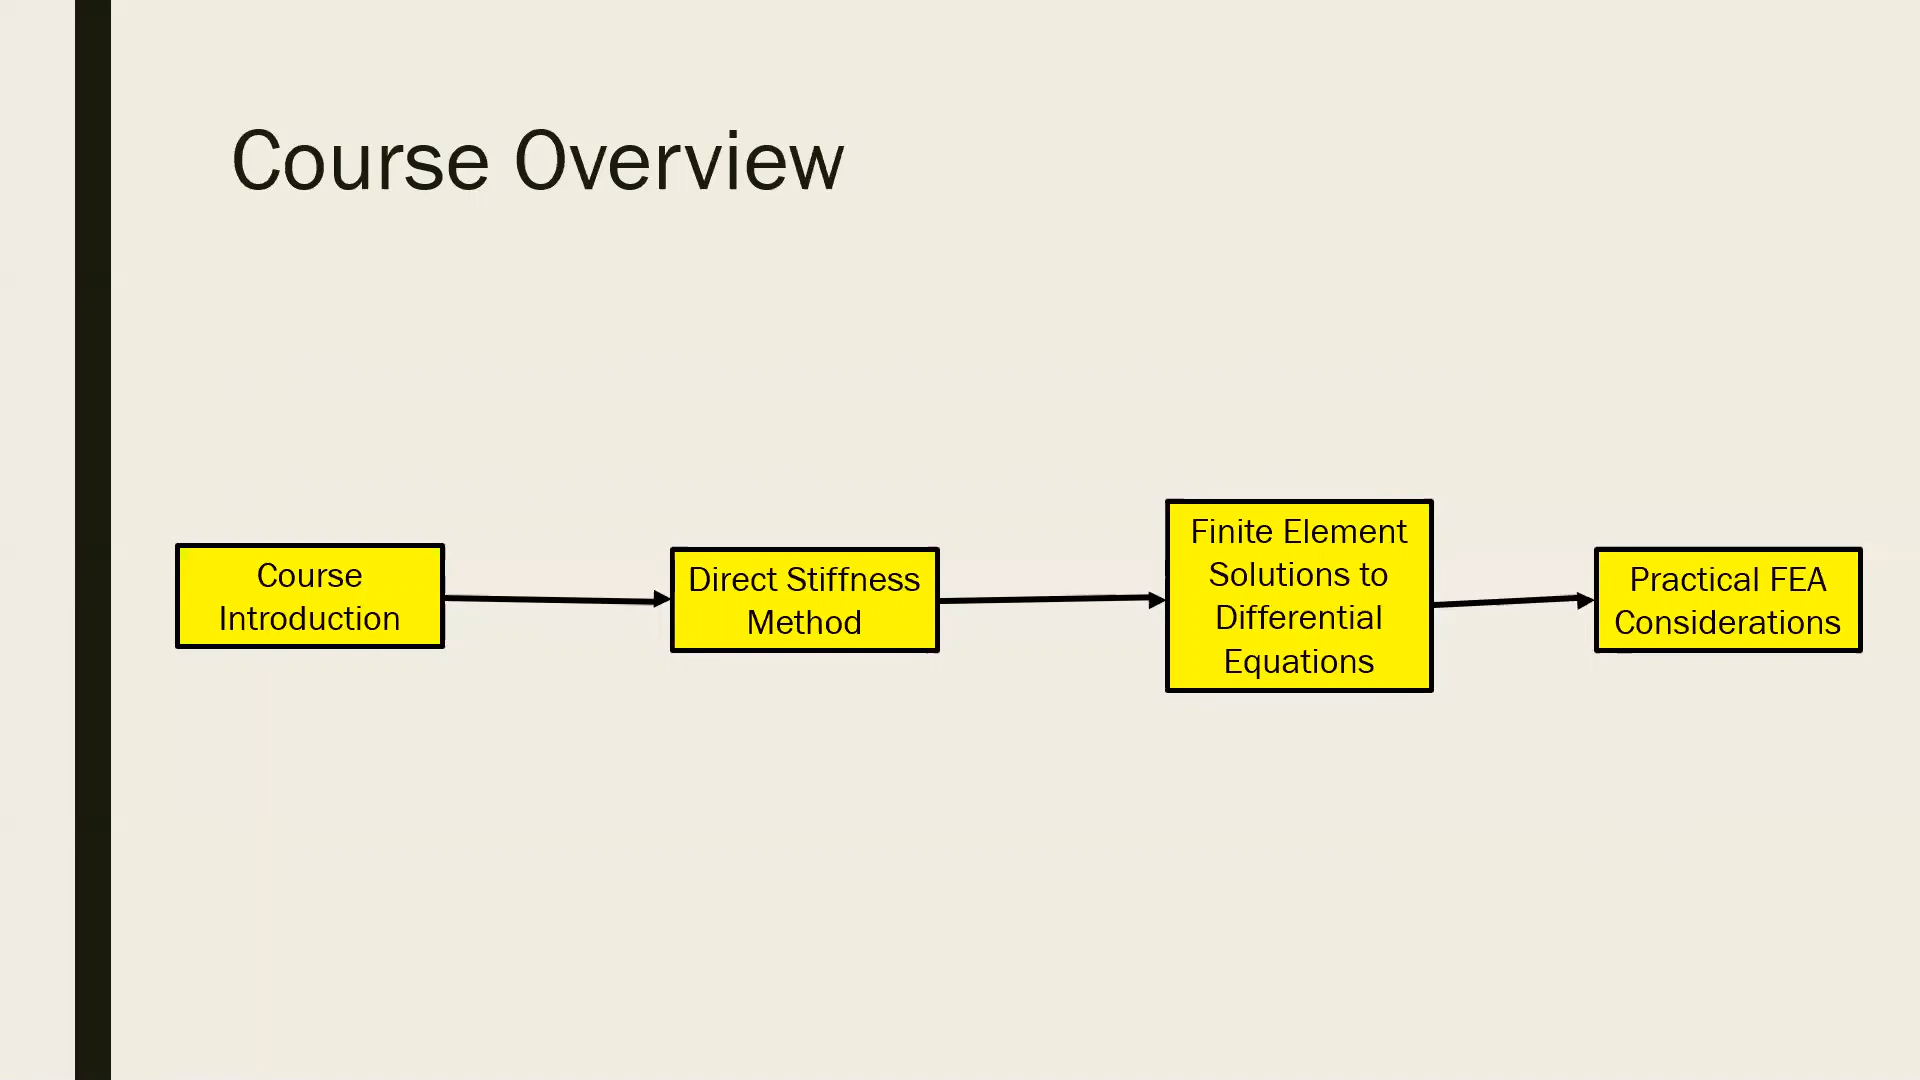 Course Overview
Course
Introduction
Direct Stiffness
Method
Finite Element
Solutions to
Differential
Equations
Practical FEA
Considerations